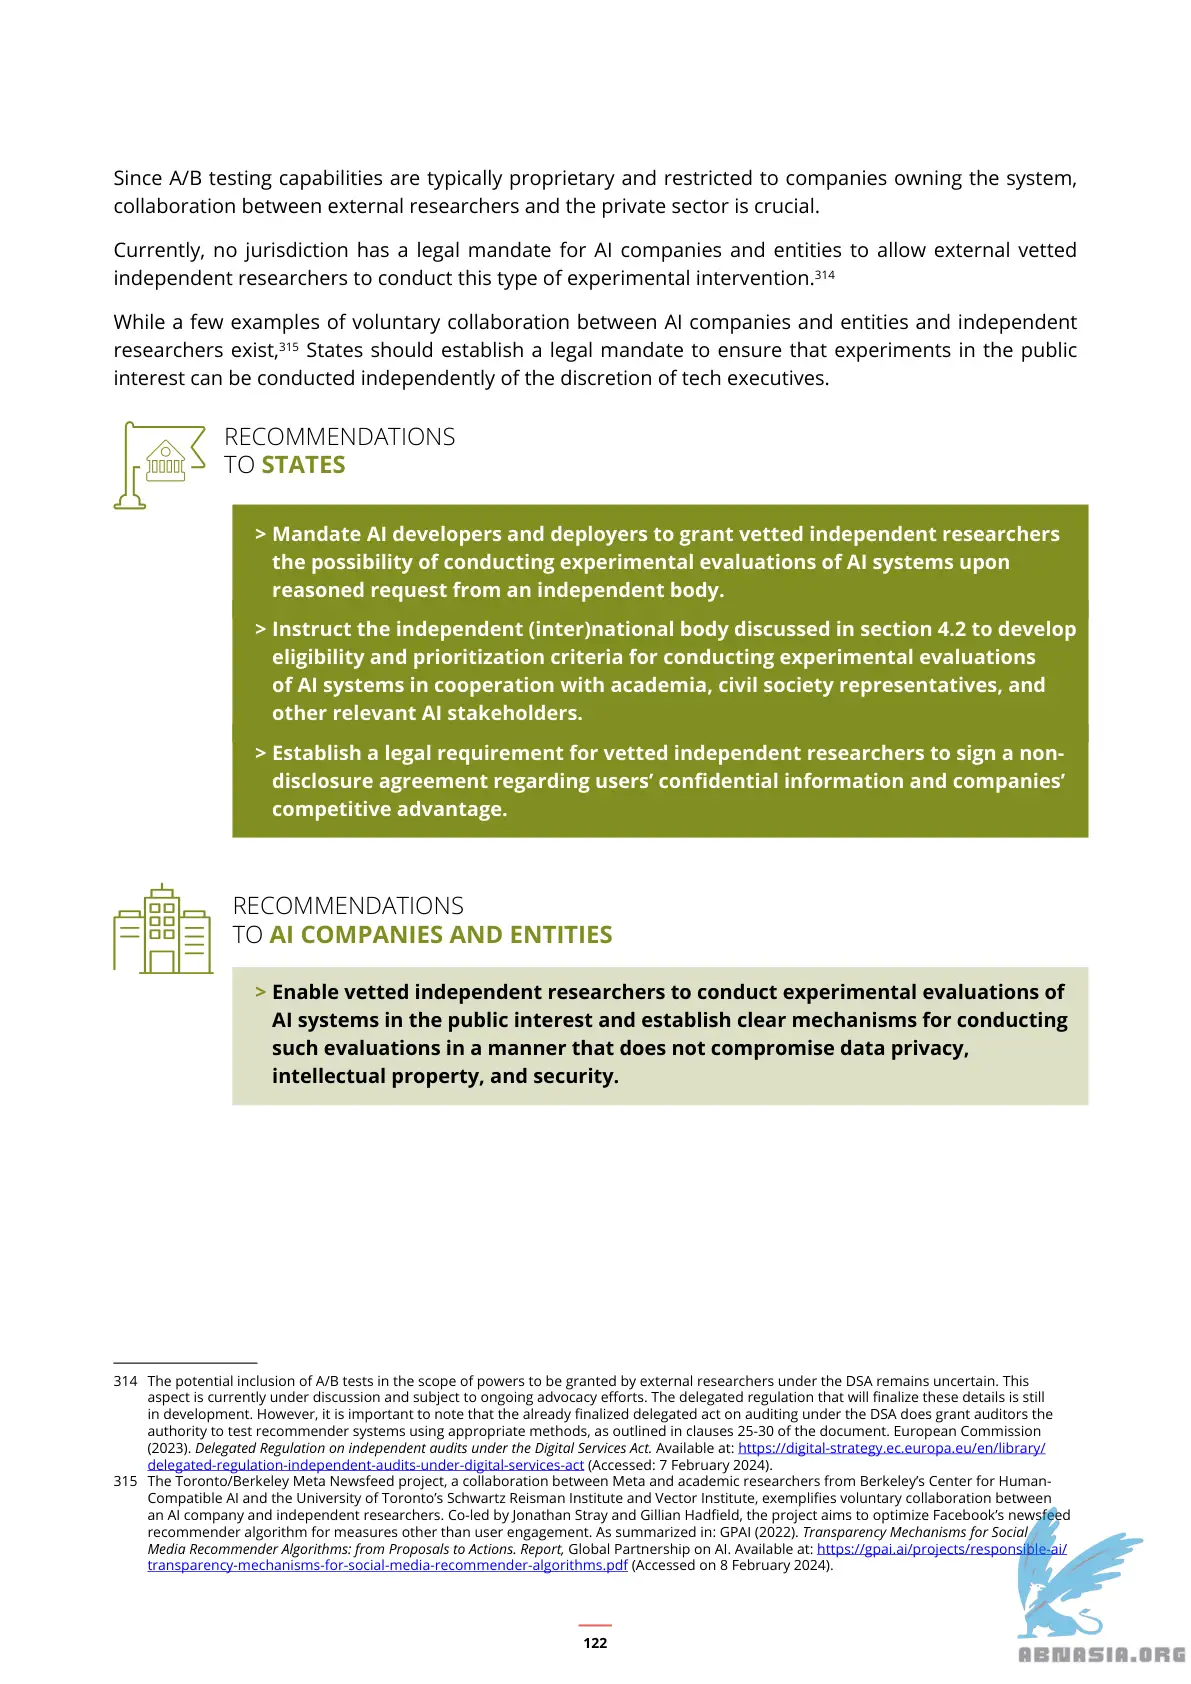 Since A/B testing capabilities are typically proprietary and restricted to companies owning the system,
collaboration between external researchers and the private sector is crucial.
Currently, no jurisdiction has a legal mandate for AI companies and entities to allow external vetted
independent researchers to conduct this type of experimental intervention.314
While a few examples of voluntary collaboration between AI companies and entities and independent
researchers exist,315 States should establish a legal mandate to ensure that experiments in the public
interest can be conducted independently of the discretion of tech executives.
RECOMMENDATIONS
TO STATES
> Mandate AI developers and deployers to grant vetted independent researchers
the possibility of conducting experimental evaluations of AI systems upon
reasoned request from an independent body.
> Instruct the independent (inter)national body discussed in section 4.2 to develop
eligibility and prioritization criteria for conducting experimental evaluations
of AI systems in cooperation with academia, civil society representatives, and
other relevant AI stakeholders.
> Establish a legal requirement for vetted independent researchers to sign a non-
disclosure agreement regarding users’ confidential information and companies’
competitive advantage.
RECOMMENDATIONS
TO AI COMPANIES AND ENTITIES
> Enable vetted independent researchers to conduct experimental evaluations of
AI systems in the public interest and establish clear mechanisms for conducting
such evaluations in a manner that does not compromise data privacy,
intellectual property, and security.
314 The potential inclusion of A/B tests in the scope of powers to be granted by external researchers under the DSA remains uncertain. This
aspect is currently under discussion and subject to ongoing advocacy efforts. The delegated regulation that will finalize these details is still
in development. However, it is important to note that the already finalized delegated act on auditing under the DSA does grant auditors the
authority to test recommender systems using appropriate methods, as outlined in clauses 25-30 of the document. European Commission
(2023). Delegated Regulation on independent audits under the Digital Services Act. Available at: https://digital-strategy.ec.europa.eu/en/library/
delegated-regulation-independent-audits-under-digital-services-act (Accessed: 7 February 2024).
315 The Toronto/Berkeley Meta Newsfeed project, a collaboration between Meta and academic researchers from Berkeley’s Center for Human-
Compatible AI and the University of Toronto’s Schwartz Reisman Institute and Vector Institute, exemplifies voluntary collaboration between
an AI company and independent researchers. Co-led by Jonathan Stray and Gillian Hadfield, the project aims to optimize Facebook’s newsfeed
recommender algorithm for measures other than user engagement. As summarized in: GPAI (2022). Transparency Mechanisms for Social
Media Recommender Algorithms: from Proposals to Actions. Report, Global Partnership on AI. Available at: https://gpai.ai/projects/responsible-ai/
transparency-mechanisms-for-social-media-recommender-algorithms.pdf (Accessed on 8 February 2024).
122
ABNASIA.ORG